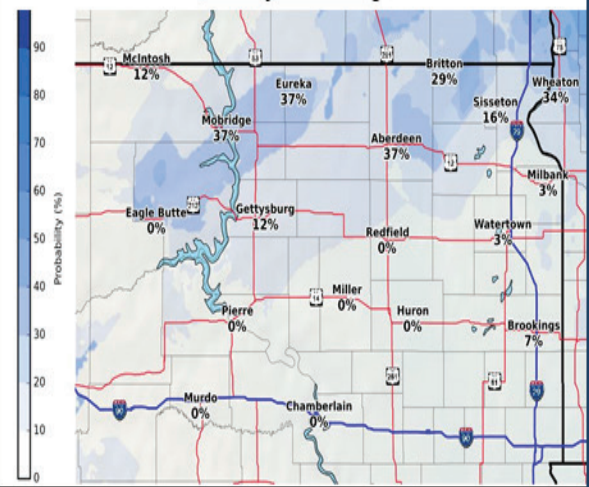 90
80
70
60
50
40
30
20
10
0
Probability (%)
McIntosh
12%
12
83
281
Britton
29%
Eureka
37%
Wheaton
34%
Sisseton
16%
Mobridge
37%
Aberdeen
37%
12
Milbank
3%
212
Eagle Butte
0%
Gettysburg
12%
Redfield
0%
Watertown
3%
14
Miller
0%
Pierre
0%
Huron
0%
Brookings
7%
281
81
29
Murdo
0%
90
Chamberlain
0%
90